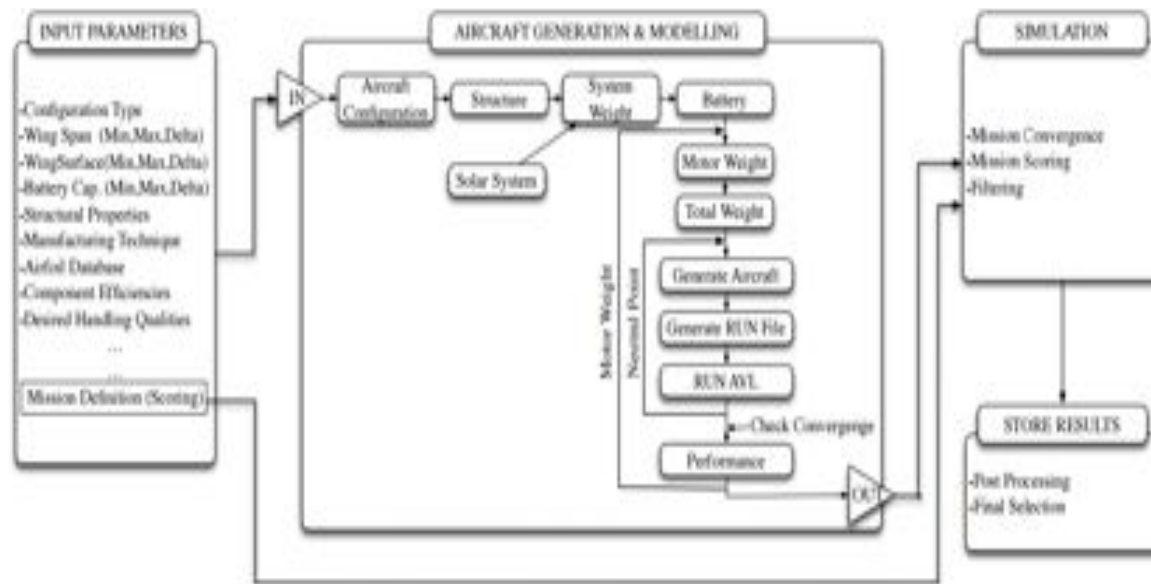 INPUT PARAMETERS
-Configuration Type
-Wing Span (Min,Max,Delta)
-WingSurface(Min,Max,Delta)
-Battery Cap. (Min,Max,Delta)
-Structural Properties
-Manufacturing Technique
-Airfoil Database
-Component Efficiencies
-Desired Handling Qualities
...
...
Mission Definition (Scoring)
AIRCRAFT GENERATION & MODELLING
IN
Aircraft
Configuration
Structure
System
Weight
Battery
Solar System
Motor Weight
Total Weight
Generate Aircraft
Generate RUN File
RUN AVL
Check Convergenge
Performance
Motor Weight
Neutral Point
OU
SIMULATION
-Mission Convergence
-Mission Scoring
-Filtering
STORE RESULTS
-Post Processing
-Final Selection